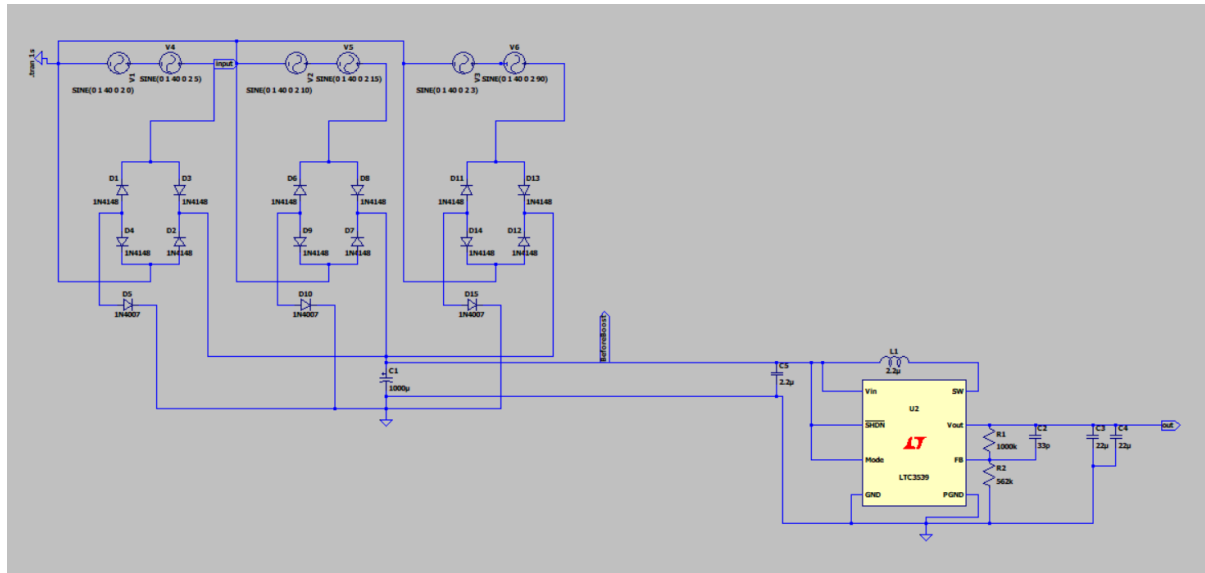 .tran 1s
V1
SINE(0 1 40 0 2 0)
V4
SINE(0 1 40 0 2 5)
input
V2
SINE(0 1 40 0 2 10)
V5
SINE(0 1 40 0 2 15)
V3
SINE(0 1 40 0 2 3)
V6
SINE(0 1 40 0 2 90)
D1
1N4148
D3
1N4148
D4
1N4148
D2
1N4148
D5
1N4007
D6
1N4148
D8
1N4148
D9
1N4148
D7
1N4148
D10
1N4007
D11
1N4148
D13
1N4148
D14
1N4148
D12
1N4148
D15
1N4007
C1
1000µ
BeforeBoost
C5
2.2µ
L1
2.2µ
Vin
SW
U2
SHDN
Vout
Mode
FB
LTC3539
GND
PGND
R1
1000k
R2
562k
C2
33p
C3
22µ
C4
22µ
out